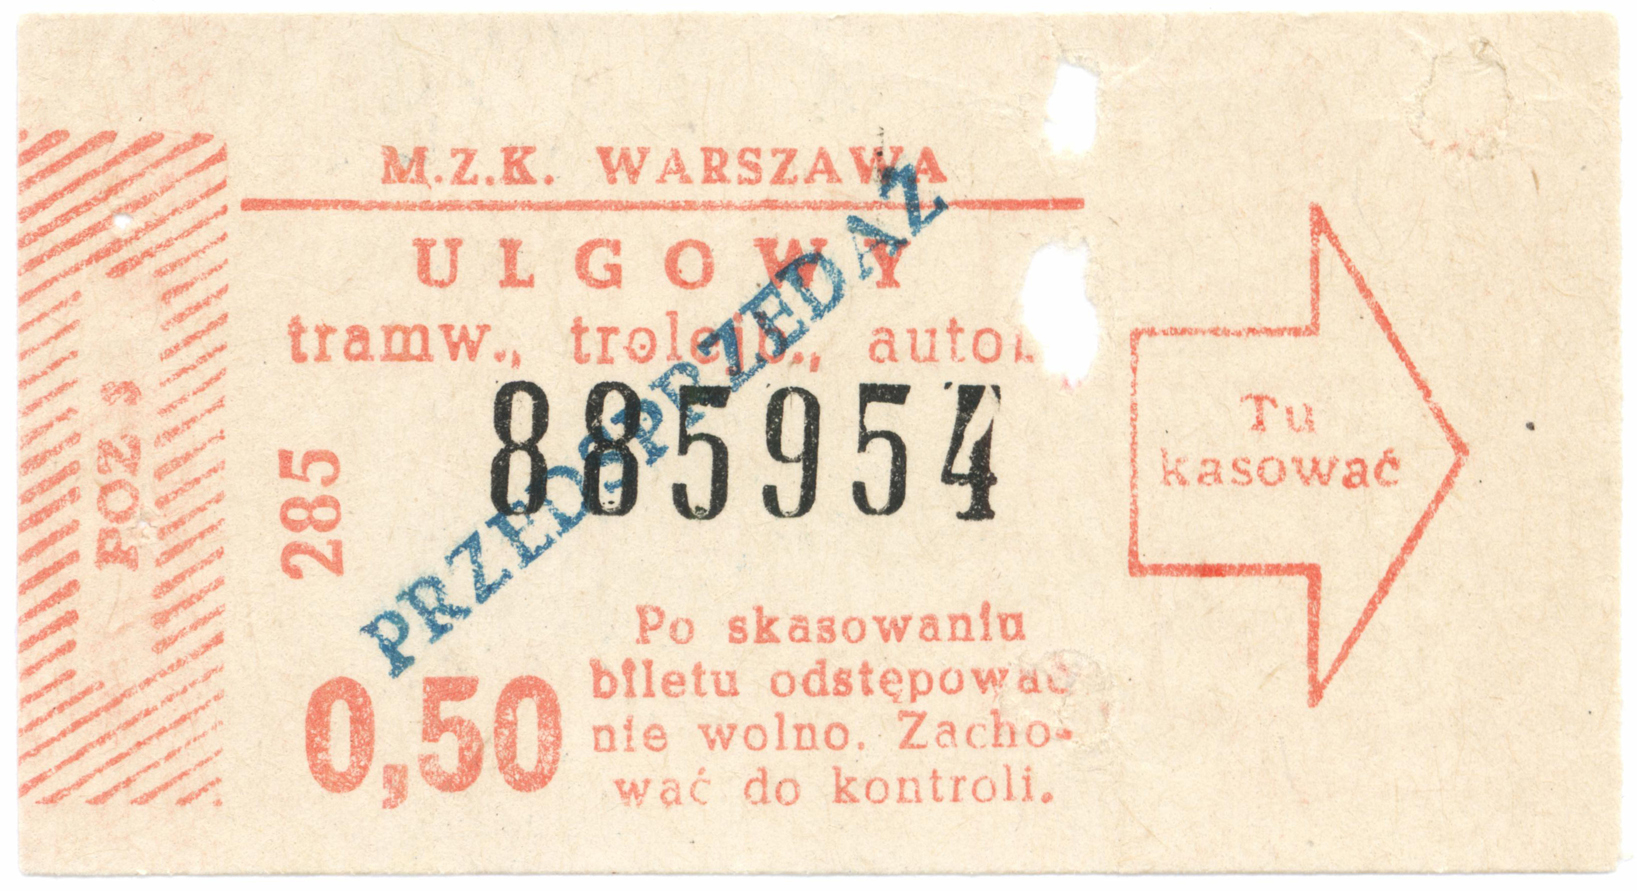 M.Z.K. WARSZAWA
ULGOWY
tramw., trolejb., autob.
PRZEDSPRZEDAŻ
885954
POZ 9
285
0,50
Po skasowaniu
biletu odstępować
nie wolno. Zacho-
wać do kontroli.
Tu
kasować